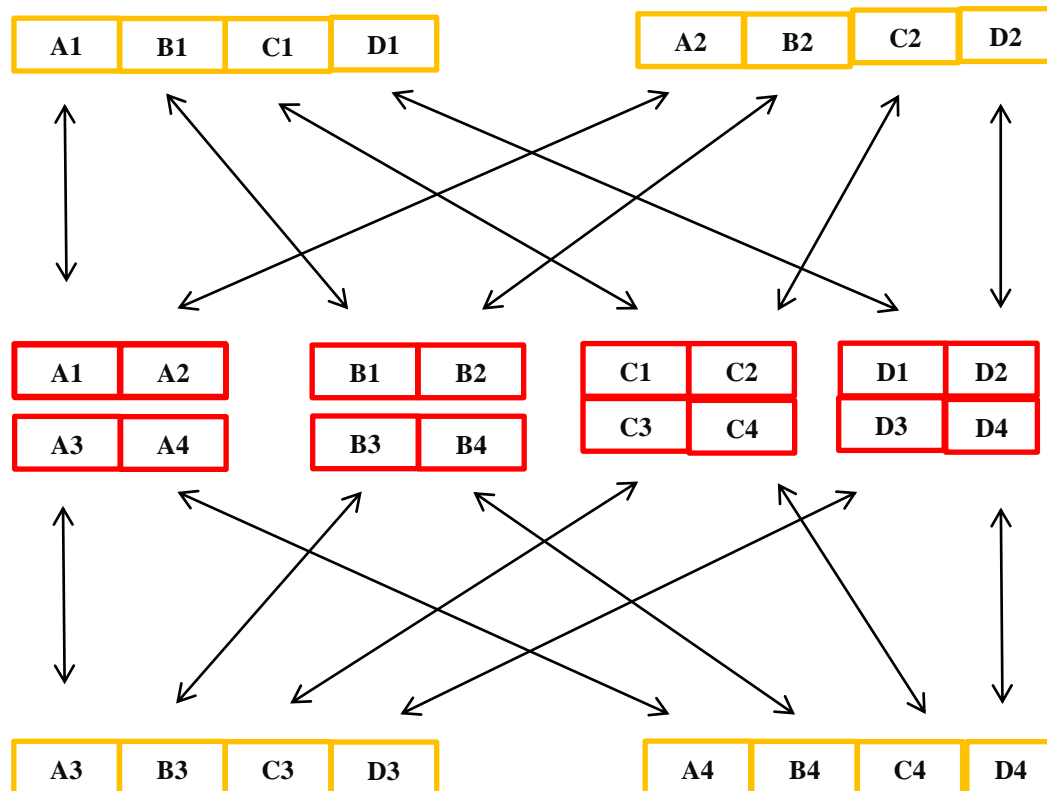 A1 B1 C1 D1 A2 B2 C2 D2
A1 A2 B1 B2 C1 C2 D1 D2
A3 A4 B3 B4 C3 C4 D3 D4
A3 B3 C3 D3 A4 B4 C4 D4